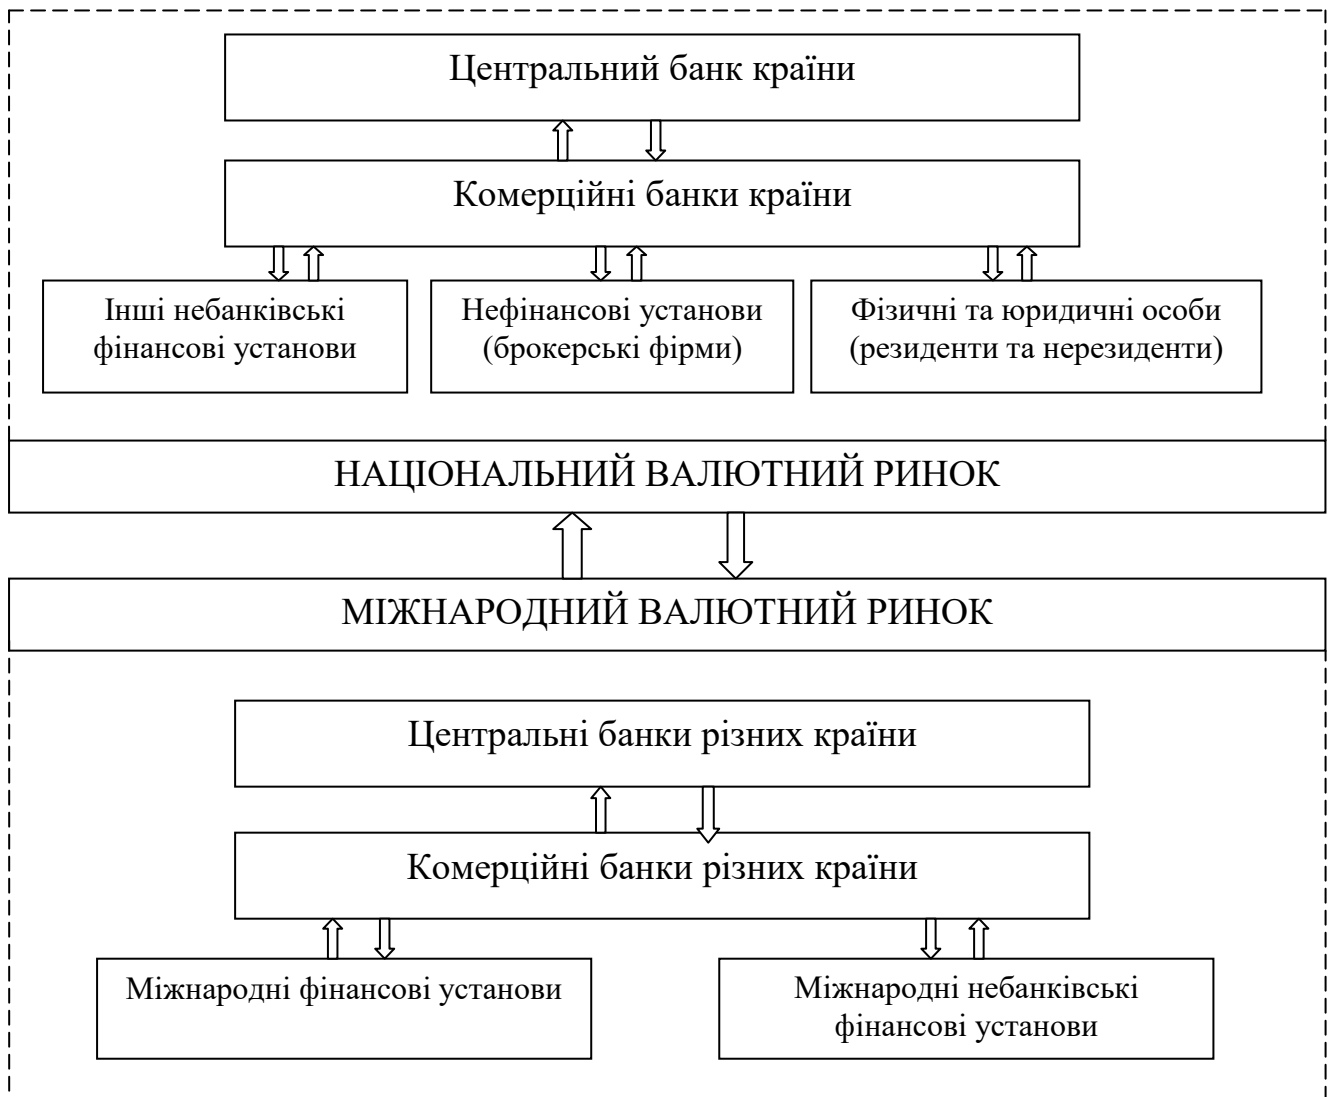 Центральний банк країни
Комерційні банки країни
Інші небанківські
фінансові установи
Нефінансові установи
(брокерські фірми)
Фізичні та юридичні особи
(резиденти та нерезиденти)
НАЦІОНАЛЬНИЙ ВАЛЮТНИЙ РИНОК
МІЖНАРОДНИЙ ВАЛЮТНИЙ РИНОК
Центральні банки різних країни
Комерційні банки різних країни
Міжнародні фінансові установи
Міжнародні небанківські
фінансові установи